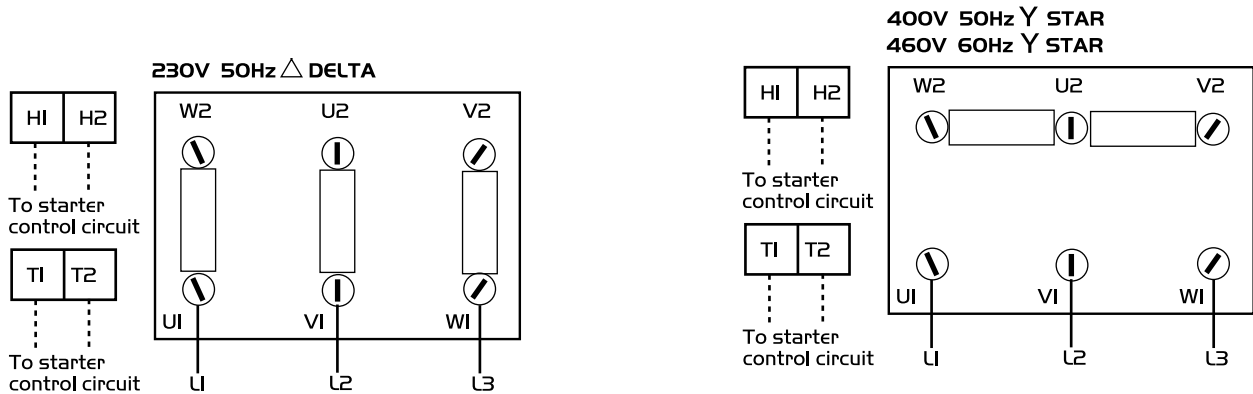 230V 50Hz △ DELTA
H1 H2
To starter
control circuit
T1 T2
To starter
control circuit
W2 U2 V2
U1 V1 W1
L1 L2 L3
400V 50Hz Y STAR
460V 60Hz Y STAR
H1 H2
To starter
control circuit
T1 T2
To starter
control circuit
W2 U2 V2
U1 V1 W1
L1 L2 L3